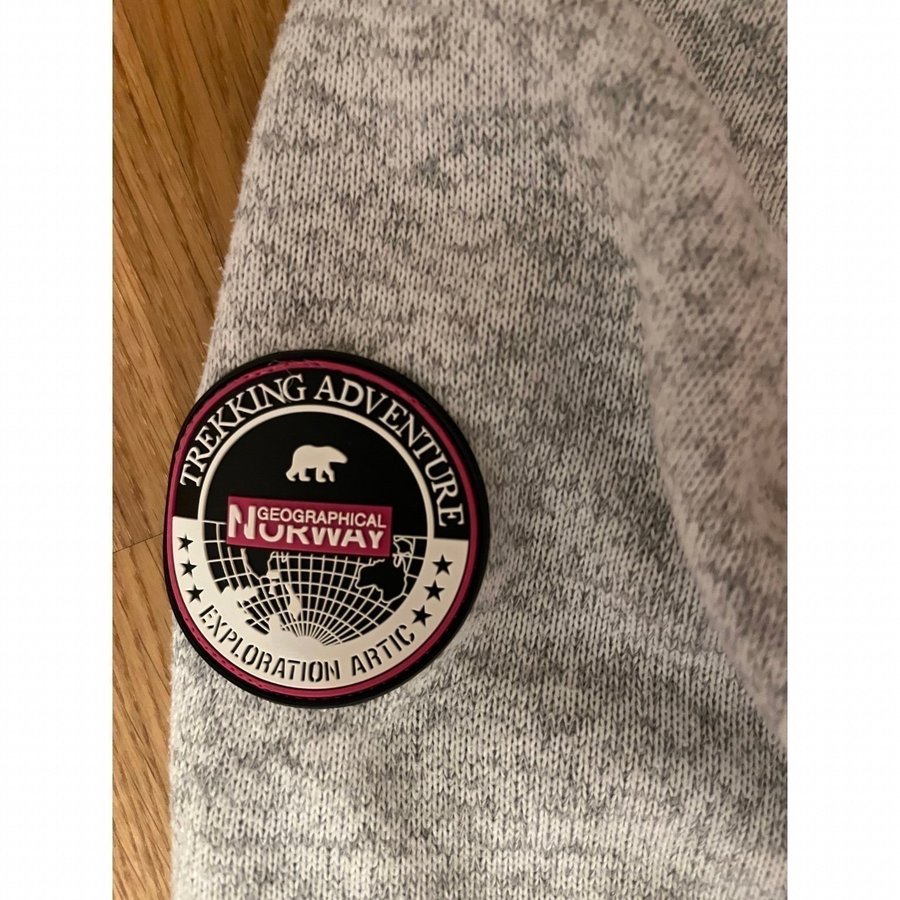 TREKKING ADVENTURE
GEOGRAPHICAL
NORWAY
EXPLORATION ARTIC